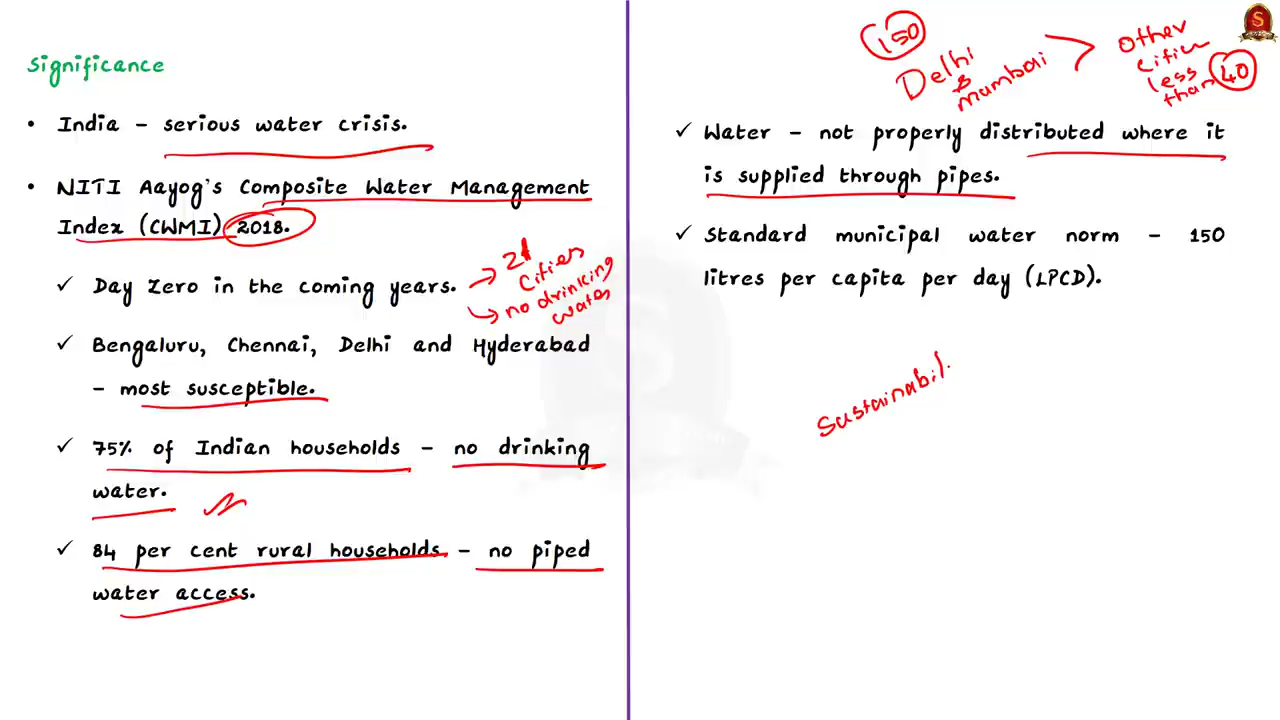 Significance
• India – serious water crisis.
• NITI Aayog's Composite Water Management
Index (CWMI) 2018.
✓ Day Zero in the coming years.
→ 21
Cities
→ no drinking
water
✓ Bengaluru, Chennai, Delhi and Hyderabad
– most susceptible.
✓ 75% of Indian households – no drinking
water.
✓ 84 per cent rural households – no piped
water access.
150
Delhi
&
mumbai
>
Other
cities
less
than 40
✓ Water – not properly distributed where it
is supplied through pipes.
✓ Standard municipal water norm – 150
litres per capita per day (LPCD).
Sustainabil
S